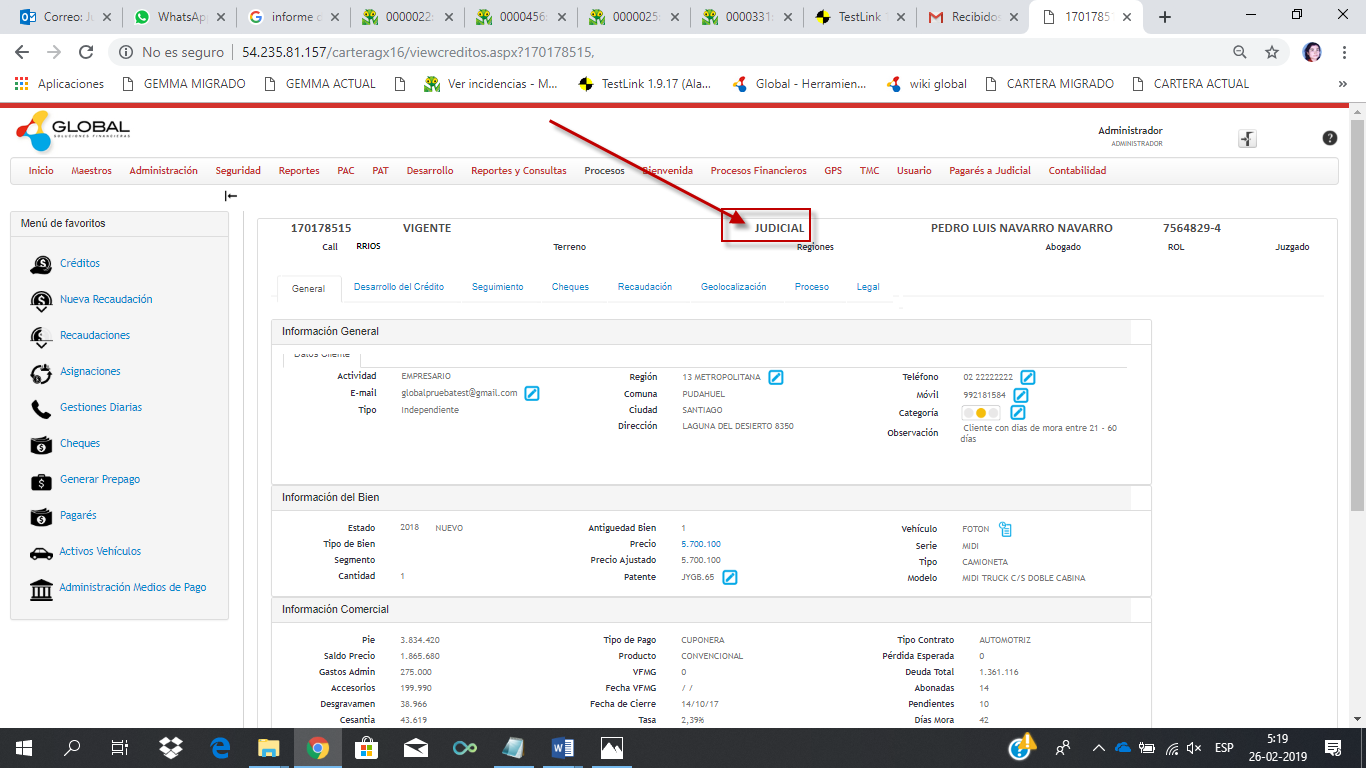 Correo: Ju
WhatsApp
informe d
0000022:
0000456:
0000025:
0000331:
TestLink 1
Recibidos
1701785
No es seguro
54.235.81.157/carteragx16/viewcreditos.aspx?170178515,
Aplicaciones
GEMMA MIGRADO
GEMMA ACTUAL
Ver incidencias - M...
TestLink 1.9.17 (Ala...
Global - Herramien...
wiki global
CARTERA MIGRADO
CARTERA ACTUAL
»
GLOBAL
SOLUCIONES FINANCIERAS
Administrador
ADMINISTRADOR
Inicio Maestros Administración Seguridad Reportes PAC PAT Desarrollo Reportes y Consultas Procesos Bienvenida Procesos Financieros GPS TMC Usuario Pagarés a Judicial Contabilidad
Menú de favoritos
Créditos
Nueva Recaudación
Recaudaciones
Asignaciones
Gestiones Diarias
Cheques
Generar Prepago
Pagarés
Activos Vehículos
Administración Medios de Pago
170178515 VIGENTE JUDICIAL PEDRO LUIS NAVARRO NAVARRO 7564829-4
Call RRIOS Terreno Regiones Abogado ROL Juzgado
General Desarrollo del Crédito Seguimiento Cheques Recaudación Geolocalización Proceso Legal
Información General
Datos Cliente
Actividad EMPRESARIO Región 13 METROPOLITANA Teléfono 02 22222222
E-mail globalpruebatest@gmail.com Comuna PUDAHUEL Móvil 992181584
Tipo Independiente Ciudad SANTIAGO Categoría
Dirección LAGUNA DEL DESIERTO 8350 Observación Cliente con dias de mora entre 21 - 60
días
Información del Bien
Estado 2018 NUEVO Antiguedad Bien 1 Vehículo FOTON
Tipo de Bien Precio 5.700.100 Serie MIDI
Segmento Precio Ajustado 5.700.100 Tipo CAMIONETA
Cantidad 1 Patente JYGB.65 Modelo MIDI TRUCK C/S DOBLE CABINA
Información Comercial
Pie 3.834.420 Tipo de Pago CUPONERA Tipo Contrato AUTOMOTRIZ
Saldo Precio 1.865.680 Producto CONVENCIONAL Pérdida Esperada 0
Gastos Admin 275.000 VFMG 0 Deuda Total 1.361.116
Accesorios 199.990 Fecha VFMG / / Abonadas 14
Desgravamen 38.966 Fecha de Cierre 14/10/17 Pendientes 10
Cesantia 43.619 Tasa 2,39% Días Mora 42
ESP
5:19
26-02-2019